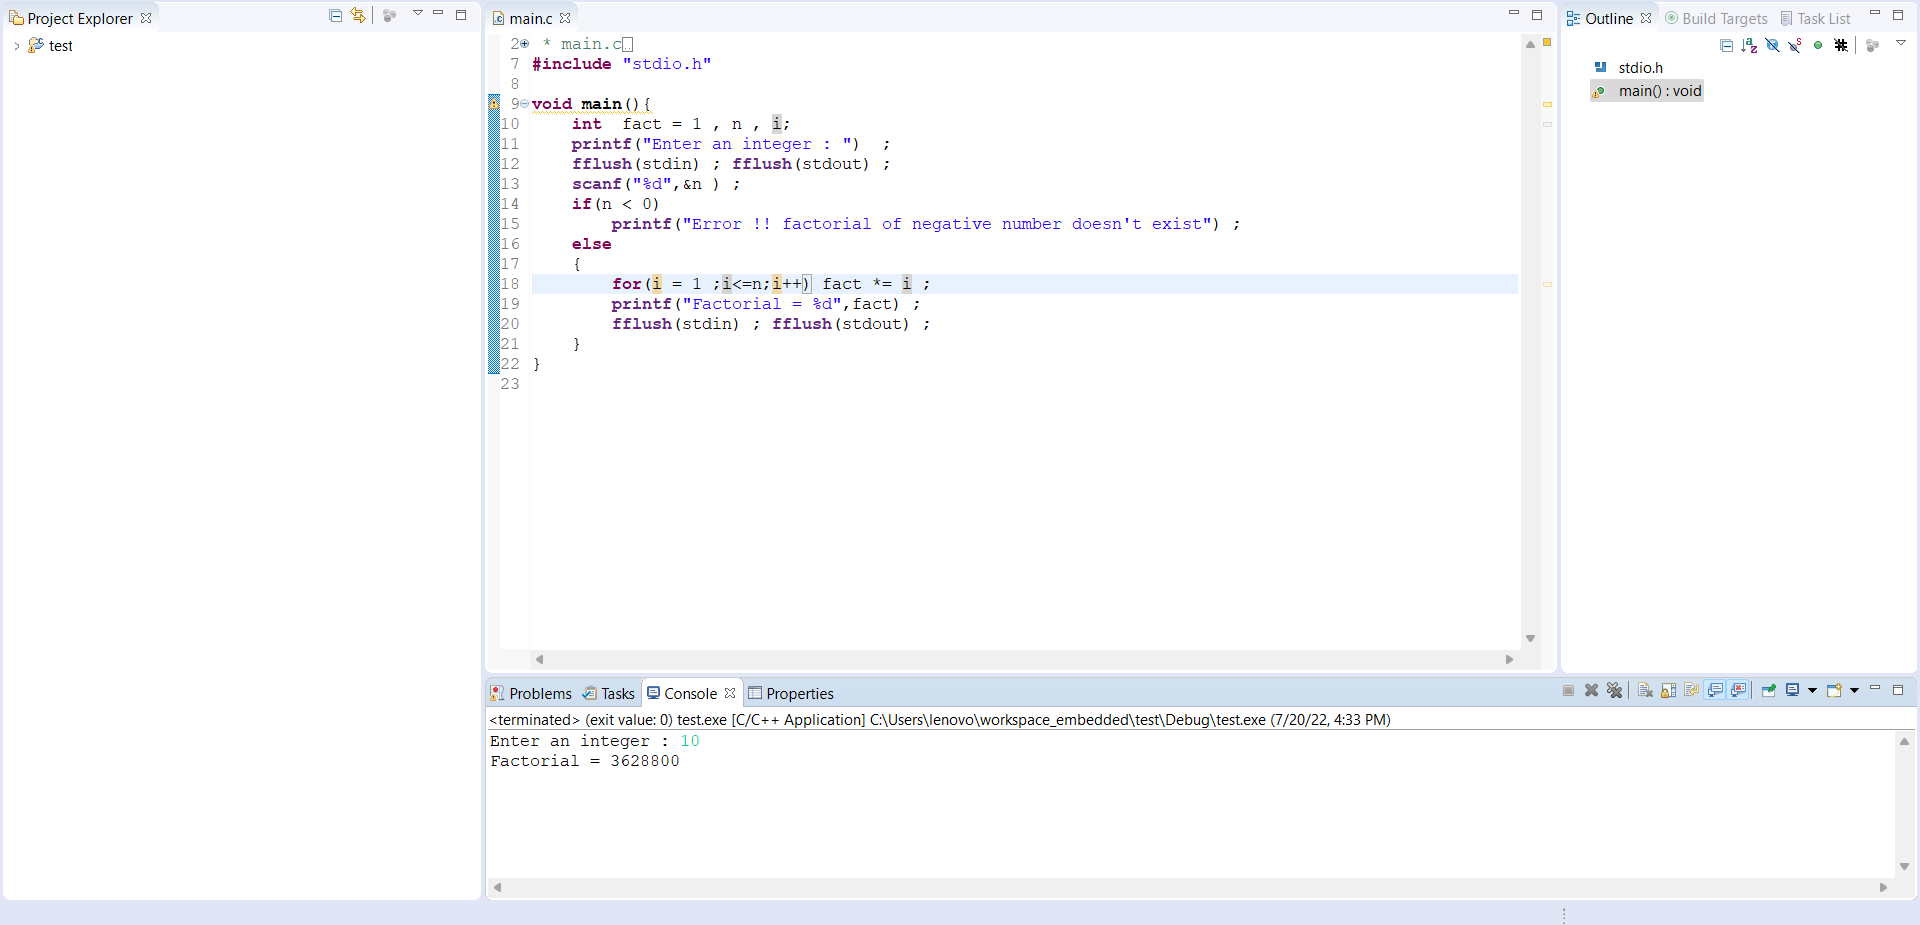 Project Explorer
test
main.c
2 * main.c
7 #include "stdio.h"
8
9 void main(){
10     int  fact = 1 , n , i;
11     printf("Enter an integer : ")  ;
12     fflush(stdin) ; fflush(stdout) ;
13     scanf("%d",&n ) ;
14     if(n < 0)
15         printf("Error !! factorial of negative number doesn't exist") ;
16     else
17     {
18         for(i = 1 ;i<=n;i++) fact *= i ;
19         printf("Factorial = %d",fact) ;
20         fflush(stdin) ; fflush(stdout) ;
21     }
22 }
23
Outline Build Targets Task List
stdio.h
main() : void
Problems Tasks Console Properties
<terminated> (exit value: 0) test.exe [C/C++ Application] C:\Users\lenovo\workspace_embedded\test\Debug\test.exe (7/20/22, 4:33 PM)
Enter an integer : 10
Factorial = 3628800